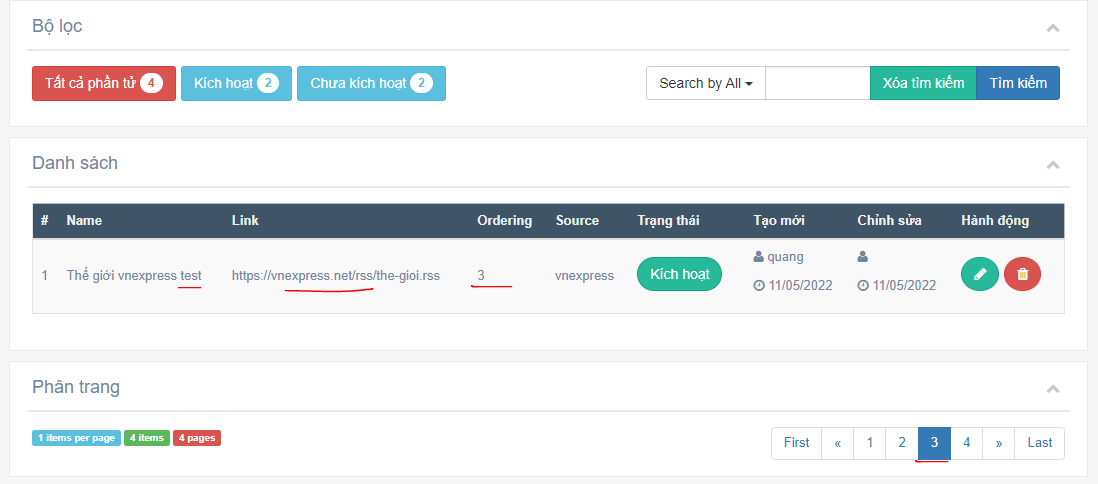 Bộ lọc
Tất cả phần tử 4 Kích hoạt 2 Chưa kích hoạt 2 Search by All Xóa tìm kiếm Tìm kiếm
Danh sách
# Name Link Ordering Source Trạng thái Tạo mới Chỉnh sửa Hành động
1 Thế giới vnexpress test https://vnexpress.net/rss/the-gioi.rss 3 vnexpress Kích hoạt quang
11/05/2022 11/05/2022
Phân trang
1 items per page 4 items 4 pages First « 1 2 3 4 » Last